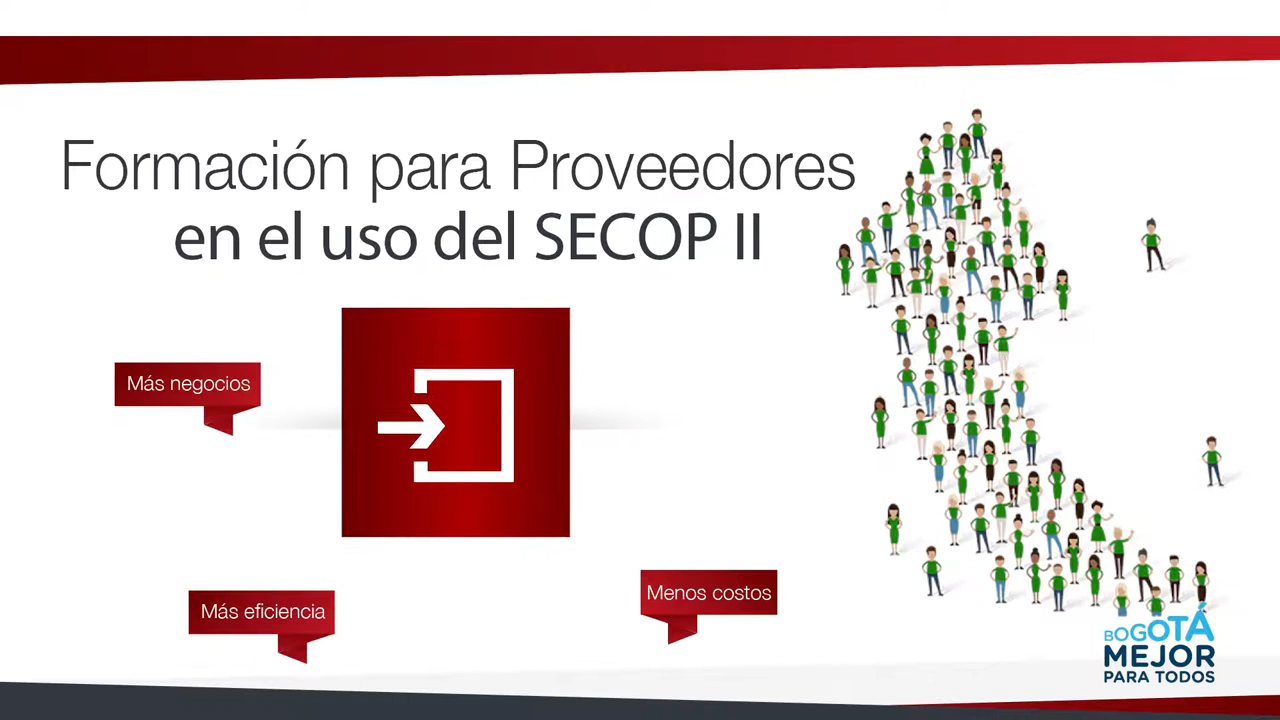 Formación para Proveedores
en el uso del SECOP II
Más negocios
Más eficiencia
Menos costos
BOGOTÁ
MEJOR
PARA TODOS